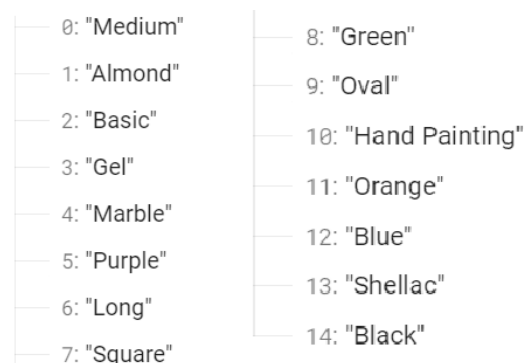 0: "Medium"
1: "Almond"
2: "Basic"
3: "Gel"
4: "Marble"
5: "Purple"
6: "Long"
7: "Square"
8: "Green"
9: "Oval"
10: "Hand Painting"
11: "Orange"
12: "Blue"
13: "Shellac"
14: "Black"